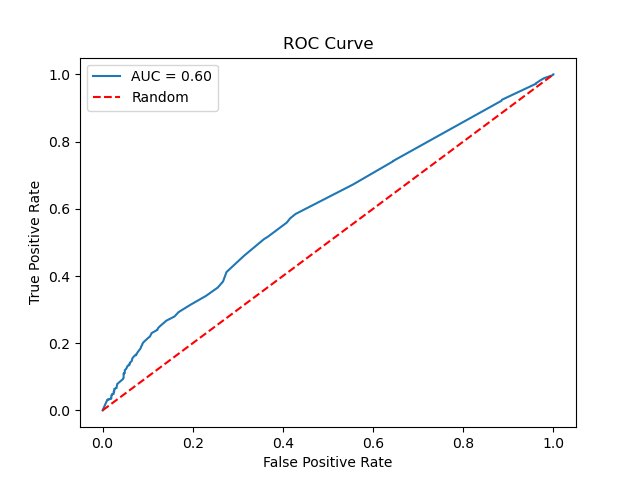 ROC Curve
AUC = 0.60
Random
1.0
0.8
0.6
0.4
0.2
0.0
True Positive Rate
0.0 0.2 0.4 0.6 0.8 1.0
False Positive Rate